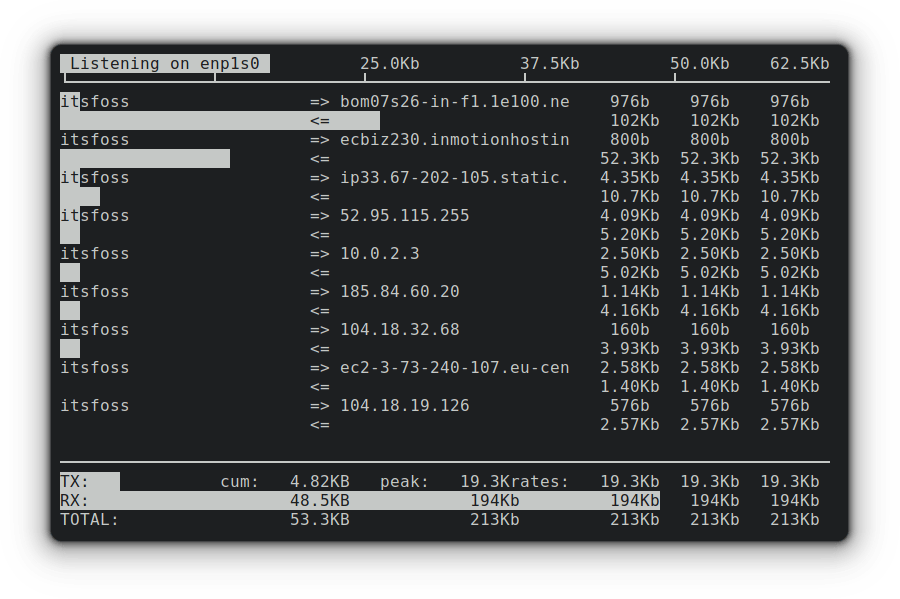 Listening on enp1s0 25.0Kb 37.5Kb 50.0Kb 62.5Kb
itsfoss => bom07s26-in-f1.1e100.ne 976b 976b 976b
<= 102Kb 102Kb 102Kb
itsfoss => ecbiz230.inmotionhostin 800b 800b 800b
<= 52.3Kb 52.3Kb 52.3Kb
itsfoss => ip33.67-202-105.static. 4.35Kb 4.35Kb 4.35Kb
<= 10.7Kb 10.7Kb 10.7Kb
itsfoss => 52.95.115.255 4.09Kb 4.09Kb 4.09Kb
<= 5.20Kb 5.20Kb 5.20Kb
itsfoss => 10.0.2.3 2.50Kb 2.50Kb 2.50Kb
<= 5.02Kb 5.02Kb 5.02Kb
itsfoss => 185.84.60.20 1.14Kb 1.14Kb 1.14Kb
<= 4.16Kb 4.16Kb 4.16Kb
itsfoss => 104.18.32.68 160b 160b 160b
<= 3.93Kb 3.93Kb 3.93Kb
itsfoss => ec2-3-73-240-107.eu-cen 2.58Kb 2.58Kb 2.58Kb
<= 1.40Kb 1.40Kb 1.40Kb
itsfoss => 104.18.19.126 576b 576b 576b
<= 2.57Kb 2.57Kb 2.57Kb
TX: cum: 4.82KB peak: 19.3Krates: 19.3Kb 19.3Kb 19.3Kb
RX: 48.5KB 194Kb 194Kb 194Kb 194Kb
TOTAL: 53.3KB 213Kb 213Kb 213Kb 213Kb